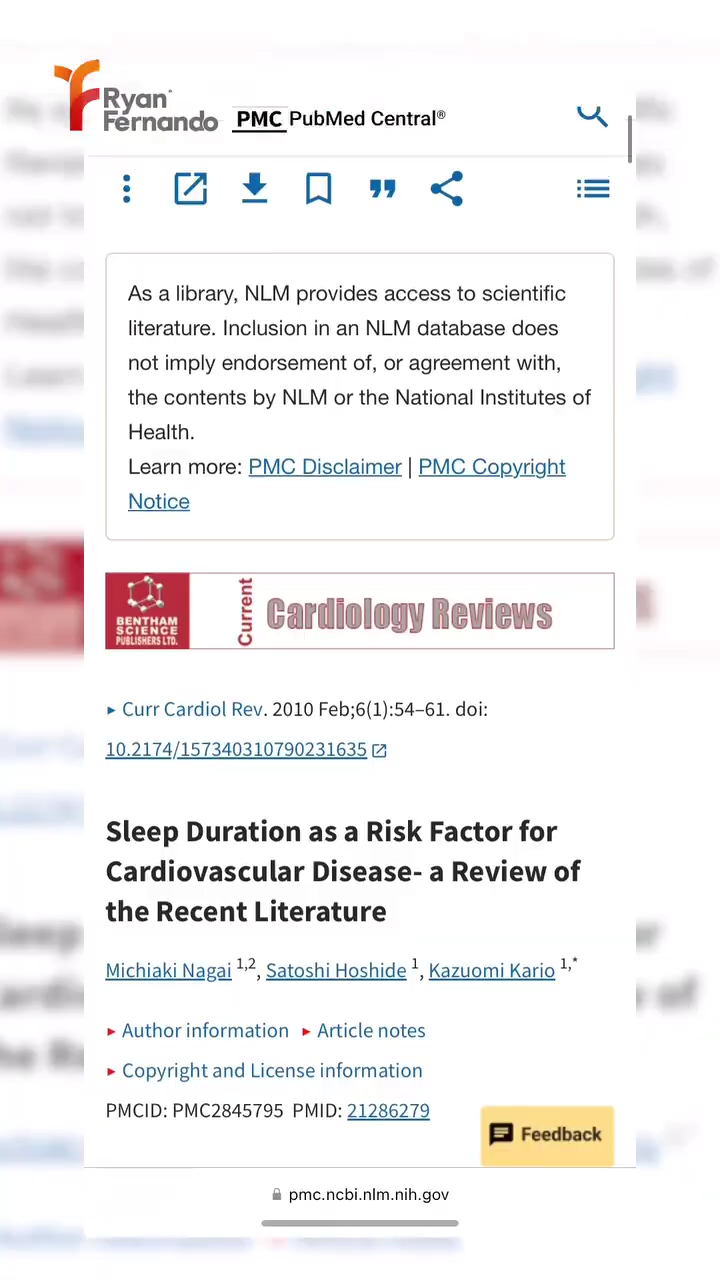 Ryan
Fernando
PMC PubMed Central®
As a library, NLM provides access to scientific
literature. Inclusion in an NLM database does
not imply endorsement of, or agreement with,
the contents by NLM or the National Institutes of
Health.
Learn more: PMC Disclaimer | PMC Copyright
Notice
BENTHAM
SCIENCE
PUBLISHERS LTD.
Current
Cardiology Reviews
▸ Curr Cardiol Rev. 2010 Feb;6(1):54–61. doi:
10.2174/157340310790231635
Sleep Duration as a Risk Factor for
Cardiovascular Disease- a Review of
the Recent Literature
Michiaki Nagai 1,2, Satoshi Hoshide 1, Kazuomi Kario 1,*
▸ Author information ▸ Article notes
▸ Copyright and License information
PMCID: PMC2845795 PMID: 21286279
Feedback
pmc.ncbi.nlm.nih.gov